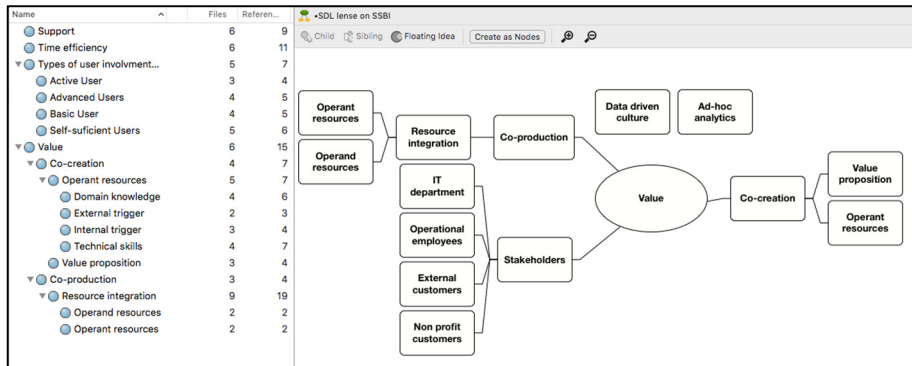 Name Files Referen...
Support 6 9
Time efficiency 6 11
Types of user involvment... 5 7
Active User 3 4
Advanced Users 4 5
Basic User 4 5
Self-suficient Users 5 6
Value 6 15
Co-creation 4 7
Operant resources 5 7
Domain knowledge 4 6
External trigger 2 3
Internal trigger 3 4
Technical skills 4 7
Value proposition 3 4
Co-production 3 4
Resource integration 9 19
Operand resources 2 2
Operant resources 2 2
•SDL lense on SSBI
Child Sibling Floating Idea Create as Nodes
Operant
resources
Operand
resources
Resource
integration
Co-production
Data driven
culture
Ad-hoc
analytics
IT
department
Operational
employees
External
customers
Non profit
customers
Stakeholders
Value
Co-creation
Value
proposition
Operant
resources